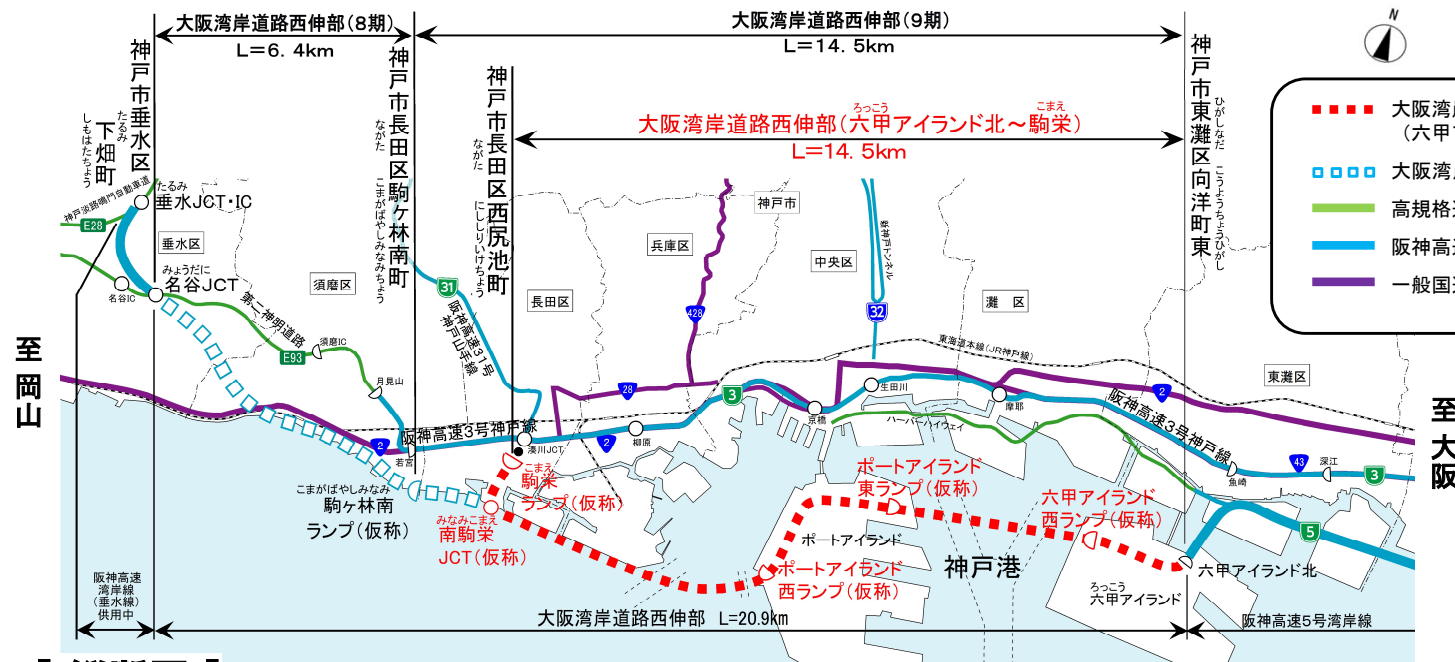 大阪湾岸道路西伸部(8期)
L=6.4km
大阪湾岸道路西伸部(9期)
L=14.5km
大阪湾岸道路西伸部(六甲アイランド北～駒栄)
ろっこう
こまえ
L=14.5km
N
神戸市垂水区
たるみ
下畑町
しもはたちょう
神戸市長田区駒ヶ林南町
ながた
こまがばやしみなみちょう
神戸市長田区西尻池町
ながた
にししりいけちょう
神戸市東灘区向洋町東
ひがしなだ
こうようちょうひがし
大阪湾岸
(六甲ア
大阪湾
高規格
阪神高速
一般国
神戸淡路鳴門自動車道
E28
たるみ
垂水JCT・IC
垂水区
みょうだに
名谷JCT
名谷IC
第二神明道路
E93
須磨IC
須磨区
月見山
31
阪神高速31号
神戸山手線
長田区
兵庫区
428
神戸市
中央区
新神戸トンネル
32
灘 区
東海道本線(JR神戸線)
東灘区
至岡山
至大阪
28
3
2
阪神高速3号神戸線
2
若宮
湊川JCT
柳原
京橋
生田川
摩耶
ハーバーハイウェイ
2
阪神高速3号神戸線
43
魚崎
深江
3
5
こまえ
駒栄
ランプ(仮称)
こまがばやしみなみ
駒ヶ林南
ランプ(仮称)
みなみこまえ
南駒栄
JCT(仮称)
ポートアイランド
東ランプ(仮称)
六甲アイランド
西ランプ(仮称)
ポートアイランド
ポートアイランド
西ランプ(仮称)
神戸港
六甲アイランド北
ろっこう
六甲アイランド
阪神高速
湾岸線
(垂水線)
供用中
大阪湾岸道路西伸部 L=20.9km
阪神高速5号湾岸線